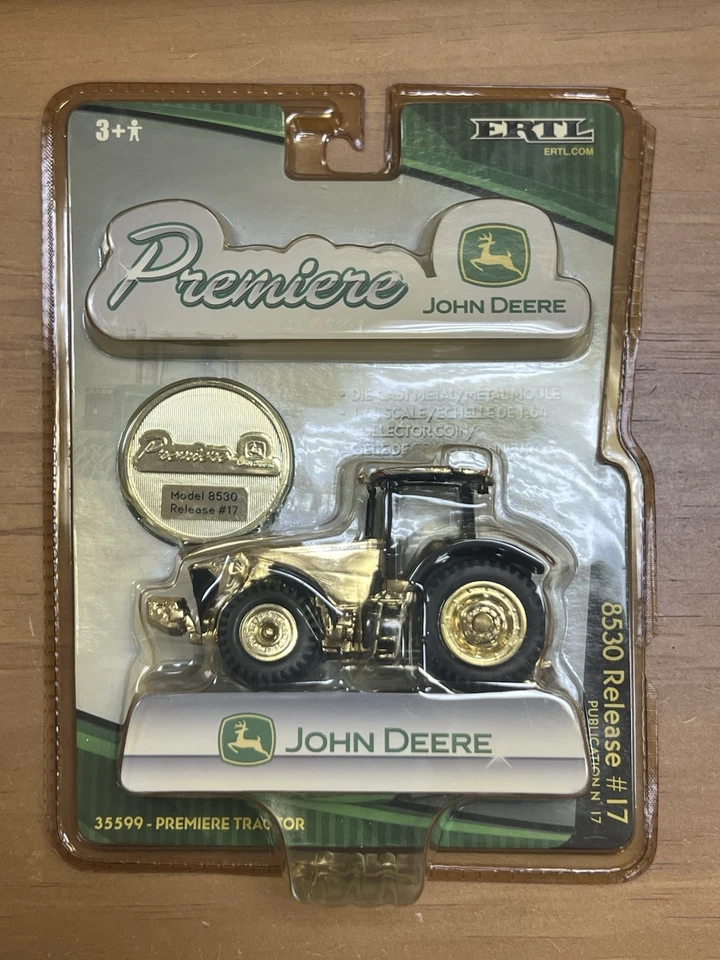 3+
ERTL
ERTL.COM
Premiere
JOHN DEERE
• DIE CAST METAL/METAL MOULE
• 1:64 SCALE/ECHELLE DE 1:64
COLLECTOR COIN
Premiere
Model 8530
Release #17
8530 Release #17
PUBLICATION N° 17
JOHN DEERE
35599 - PREMIERE TRACTOR